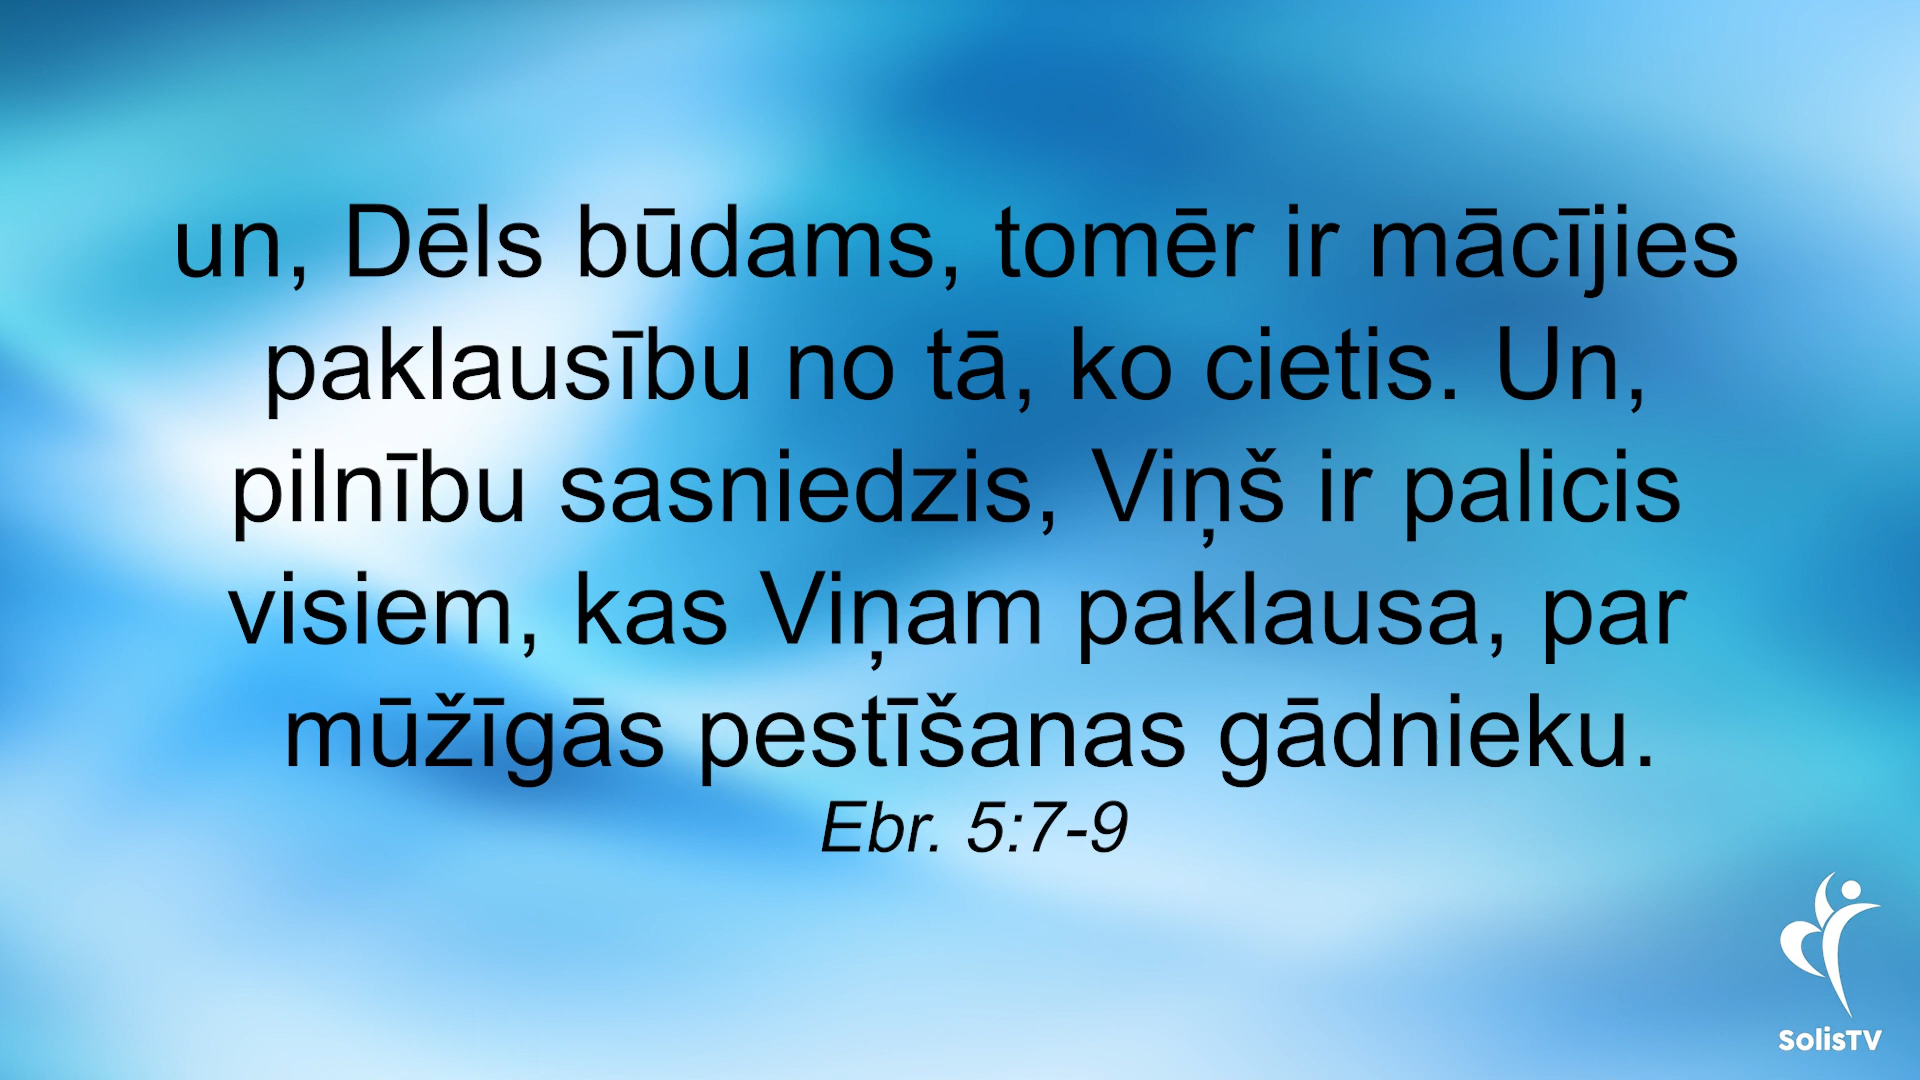 un, Dēls būdams, tomēr ir mācījies
paklausību no tā, ko cietis. Un,
pilnību sasniedzis, Viņš ir palicis
visiem, kas Viņam paklausa, par
mūžīgās pestīšanas gādnieku.
Ebr. 5:7-9
SolisTV